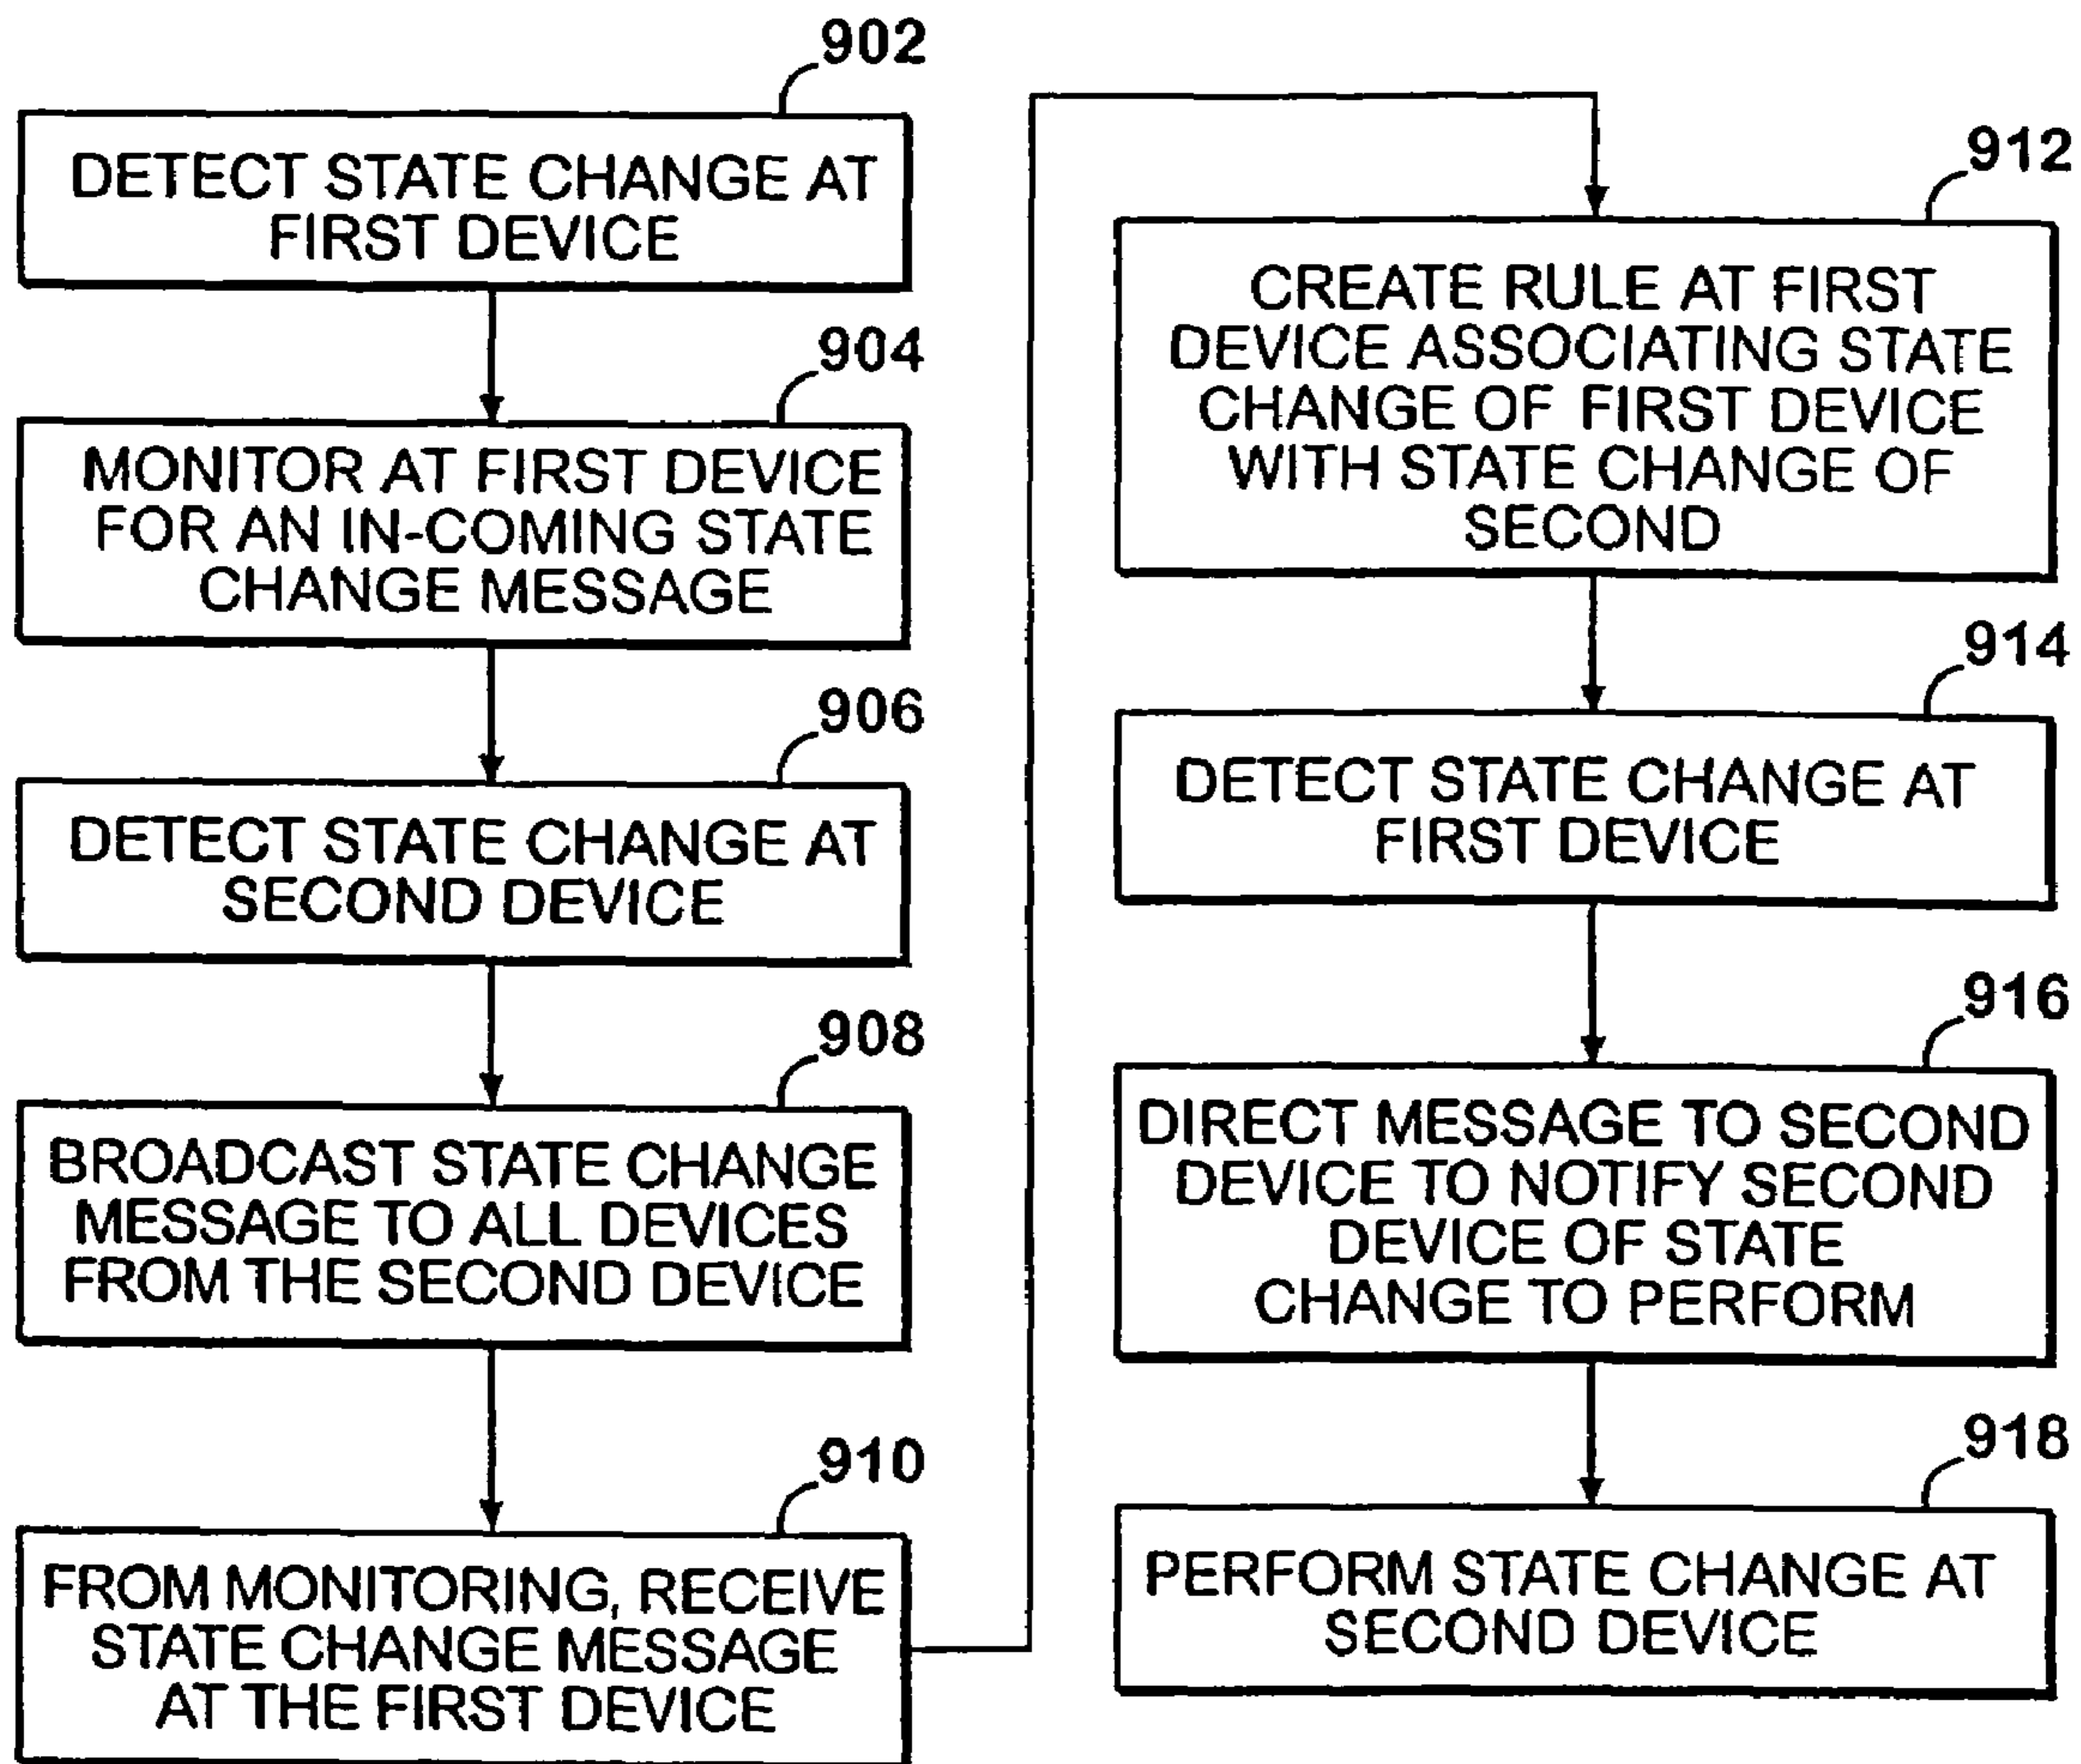 902
DETECT STATE CHANGE AT
FIRST DEVICE
904
MONITOR AT FIRST DEVICE
FOR AN IN-COMING STATE
CHANGE MESSAGE
906
DETECT STATE CHANGE AT
SECOND DEVICE
908
BROADCAST STATE CHANGE
MESSAGE TO ALL DEVICES
FROM THE SECOND DEVICE
910
FROM MONITORING, RECEIVE
STATE CHANGE MESSAGE
AT THE FIRST DEVICE
912
CREATE RULE AT FIRST
DEVICE ASSOCIATING STATE
CHANGE OF FIRST DEVICE
WITH STATE CHANGE OF
SECOND
914
DETECT STATE CHANGE AT
FIRST DEVICE
916
DIRECT MESSAGE TO SECOND
DEVICE TO NOTIFY SECOND
DEVICE OF STATE
CHANGE TO PERFORM
918
PERFORM STATE CHANGE AT
SECOND DEVICE